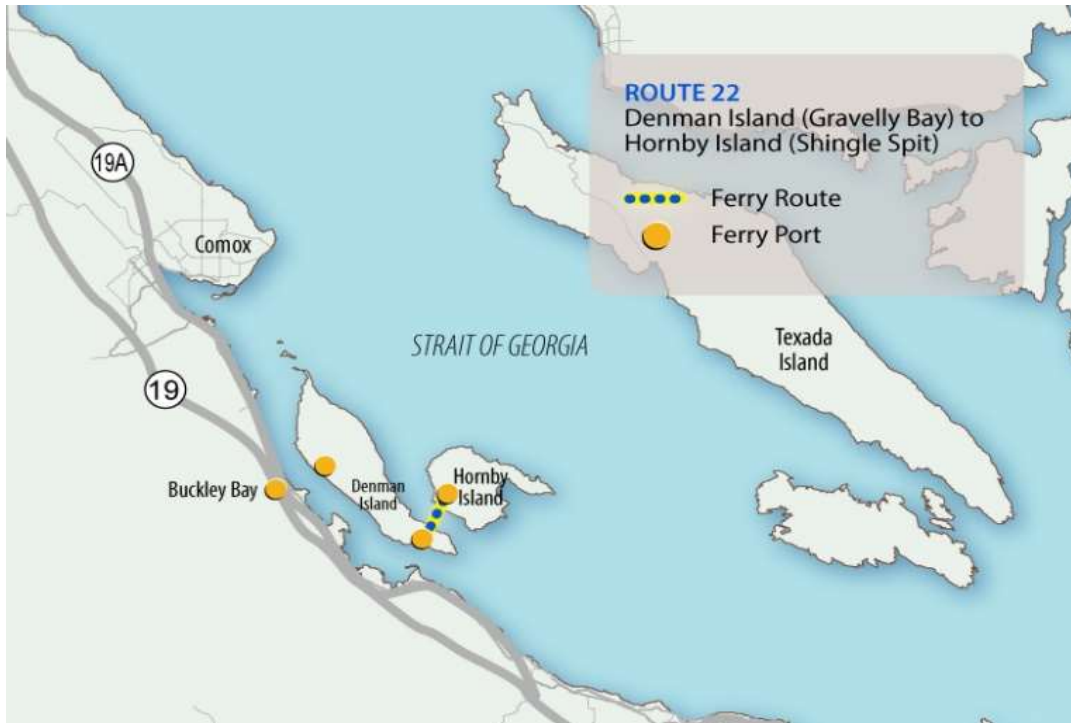 ROUTE 22
Denman Island (Gravelly Bay) to
Hornby Island (Shingle Spit)
Ferry Route
Ferry Port
19A
Comox
STRAIT OF GEORGIA
Texada
Island
19
Buckley Bay
Denman
Island
Hornby
Island